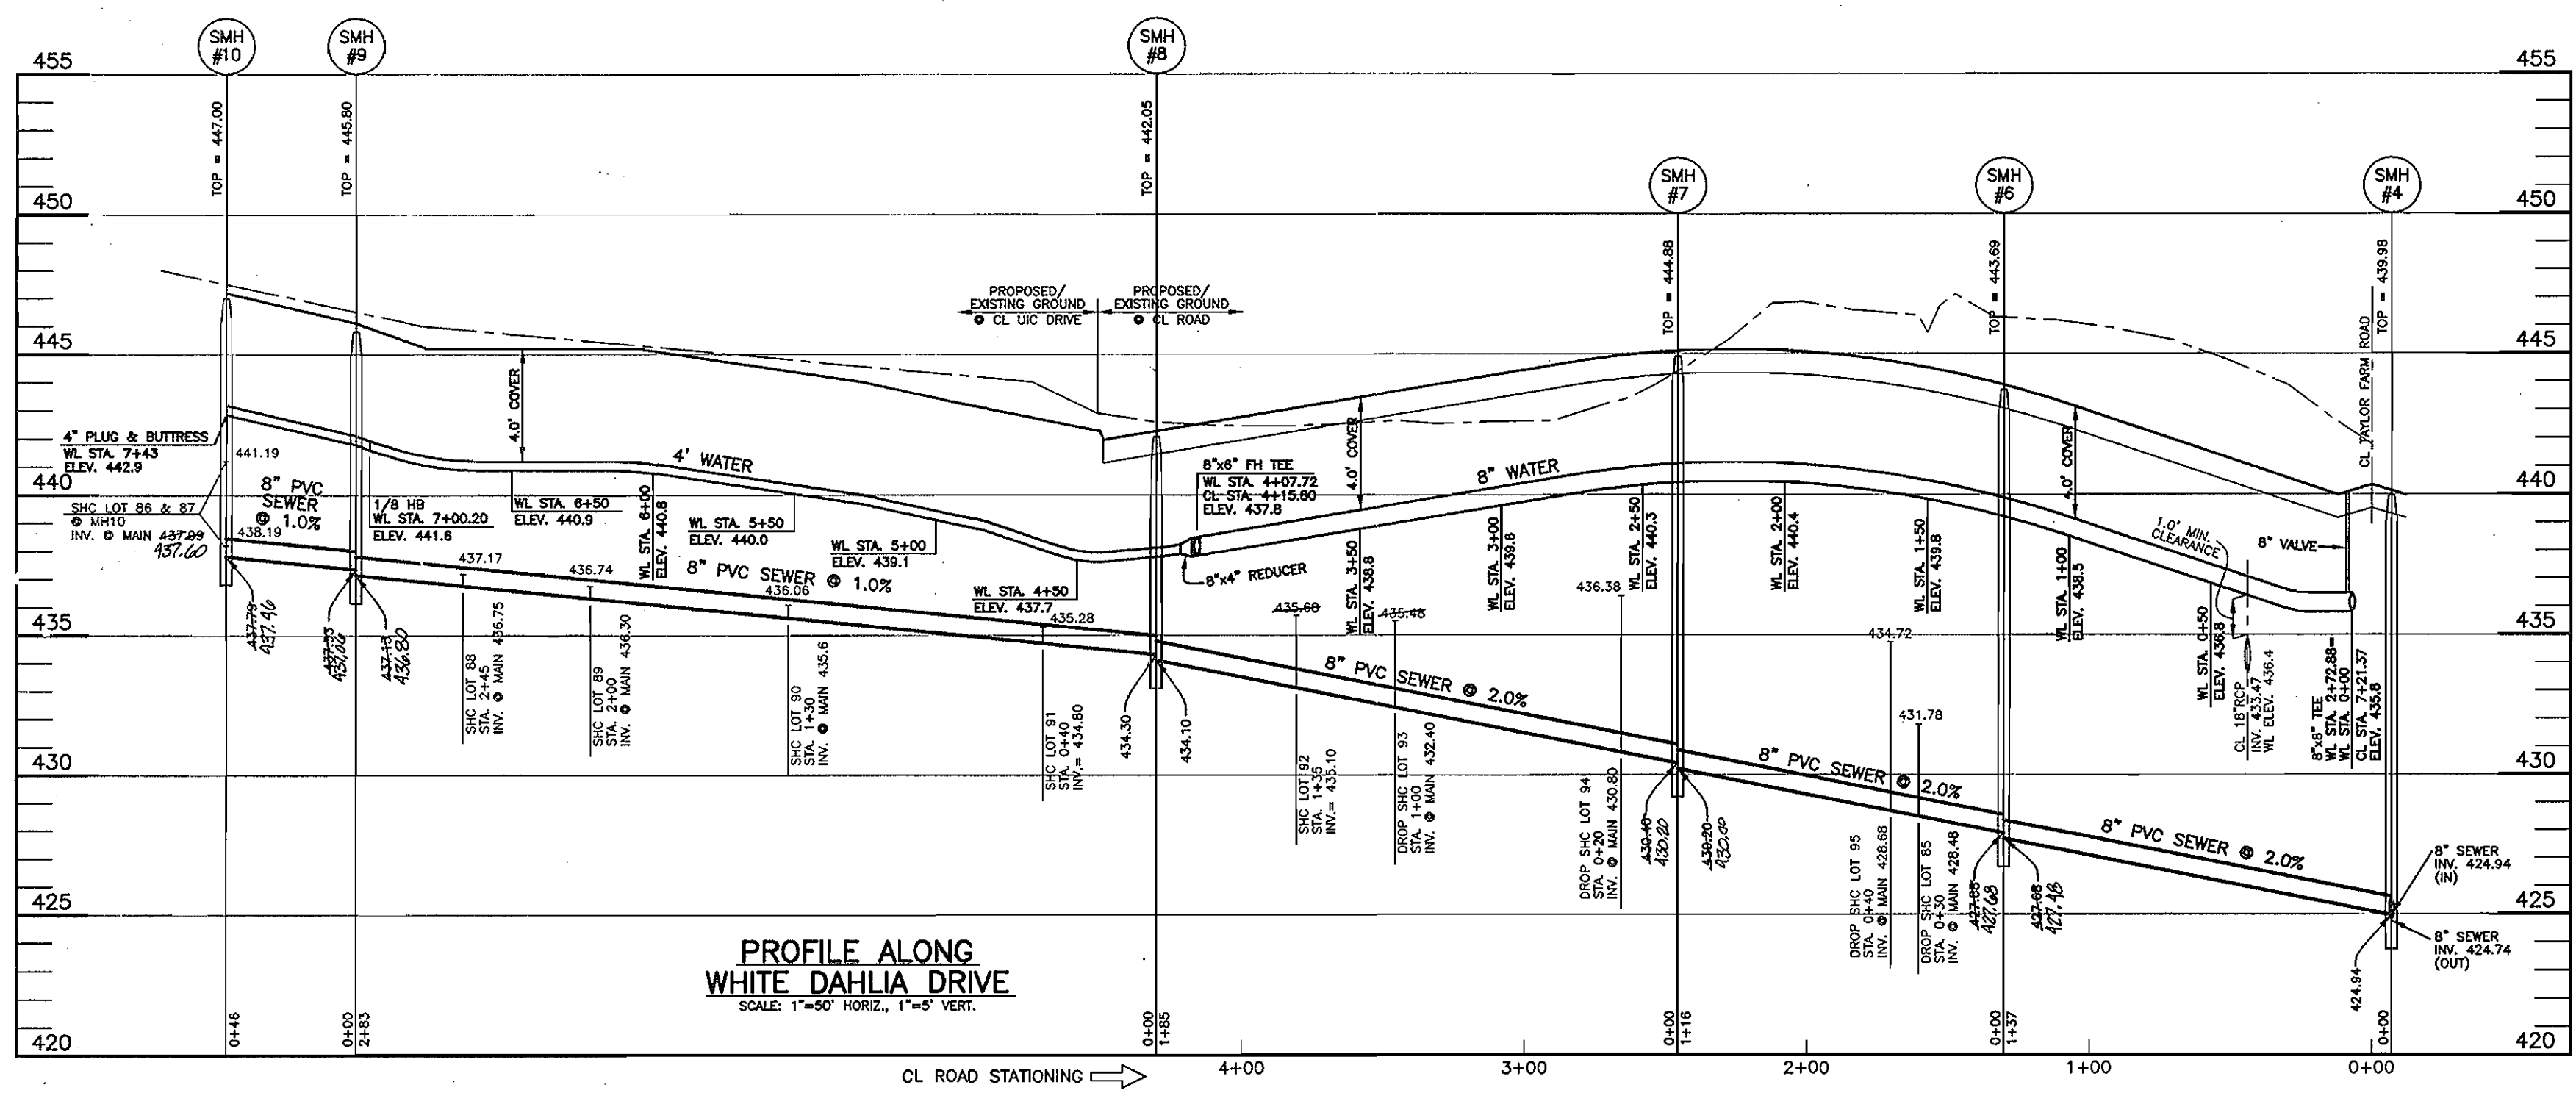 SMH
#10
SMH
#9
SMH
#8
SMH
#7
SMH
#6
SMH
#4
455
455
450
450
445
445
440
440
435
435
430
430
425
425
420
420
TOP = 447.00
TOP = 445.80
TOP = 442.05
TOP = 444.88
TOP = 443.69
TOP = 439.98
CL TAYLOR FARM ROAD
PROPOSED/
EXISTING GROUND
@ CL UIC DRIVE
PROPOSED/
EXISTING GROUND
@ CL ROAD
4.0' COVER
4.0' COVER
4.0' COVER
4" PLUG & BUTTRESS
WL STA. 7+43
ELEV. 442.9
441.19
SHC LOT 86 & 87
@ MH10
INV. @ MAIN 437.89
437.60
8" PVC
SEWER
@ 1.0%
438.19
1/8 HB
WL STA. 7+00.20
ELEV. 441.6
WL STA. 6+50
ELEV. 440.9
WL STA. 6+00
ELEV. 440.8
4' WATER
WL STA. 5+50
ELEV. 440.0
WL STA. 5+00
ELEV. 439.1
WL STA. 4+50
ELEV. 437.7
8"x6" FH TEE
WL STA. 4+07.72
CL STA. 4+15.80
ELEV. 437.8
8"x4" REDUCER
8" WATER
WL STA. 3+50
ELEV. 438.8
WL STA. 3+00
ELEV. 439.6
WL STA. 2+50
ELEV. 440.3
WL STA. 2+00
ELEV. 440.4
WL STA. 1+50
ELEV. 439.8
WL STA. 1+00
ELEV. 438.5
WL STA. 0+50
ELEV. 436.8
1.0' MIN.
CLEARANCE
8" VALVE
CL 18"RCP
INV. 433.47
WL ELEV. 436.4
8"x8" TEE
WL STA. 2+72.88=
WL STA. 0+00
CL STA. 7+21.37
ELEV. 435.8
437.79
437.46
437.33
437.06
437.13
436.80
437.17
SHC LOT 88
STA. 2+45
INV. @ MAIN 436.75
436.74
SHC LOT 89
STA. 2+00
INV. @ MAIN 436.30
8" PVC SEWER @ 1.0%
436.06
SHC LOT 90
STA. 1+30
INV. @ MAIN 435.6
435.28
SHC LOT 91
STA. 0+40
INV.= 434.80
434.30
434.10
435.60
SHC LOT 92
STA. 1+35
INV.= 435.10
435.48
DROP SHC LOT 93
STA. 1+00
INV. @ MAIN 432.40
8" PVC SEWER @ 2.0%
436.38
DROP SHC LOT 94
STA. 0+20
INV. @ MAIN 430.80
430.40
430.20
430.20
430.00
8" PVC SEWER @ 2.0%
434.72
DROP SHC LOT 95
STA. 0+40
INV. @ MAIN 428.68
431.78
DROP SHC LOT 85
STA. 0+30
INV. @ MAIN 428.48
427.88
427.68
427.68
427.48
8" PVC SEWER @ 2.0%
8" SEWER
INV. 424.94
(IN)
8" SEWER
INV. 424.74
(OUT)
424.94
PROFILE ALONG
WHITE DAHLIA DRIVE
SCALE: 1"=50' HORIZ., 1"=5' VERT.
0+46
0+00
2+83
0+00
1+85
0+00
1+16
0+00
1+37
0+00
CL ROAD STATIONING
4+00
3+00
2+00
1+00
0+00